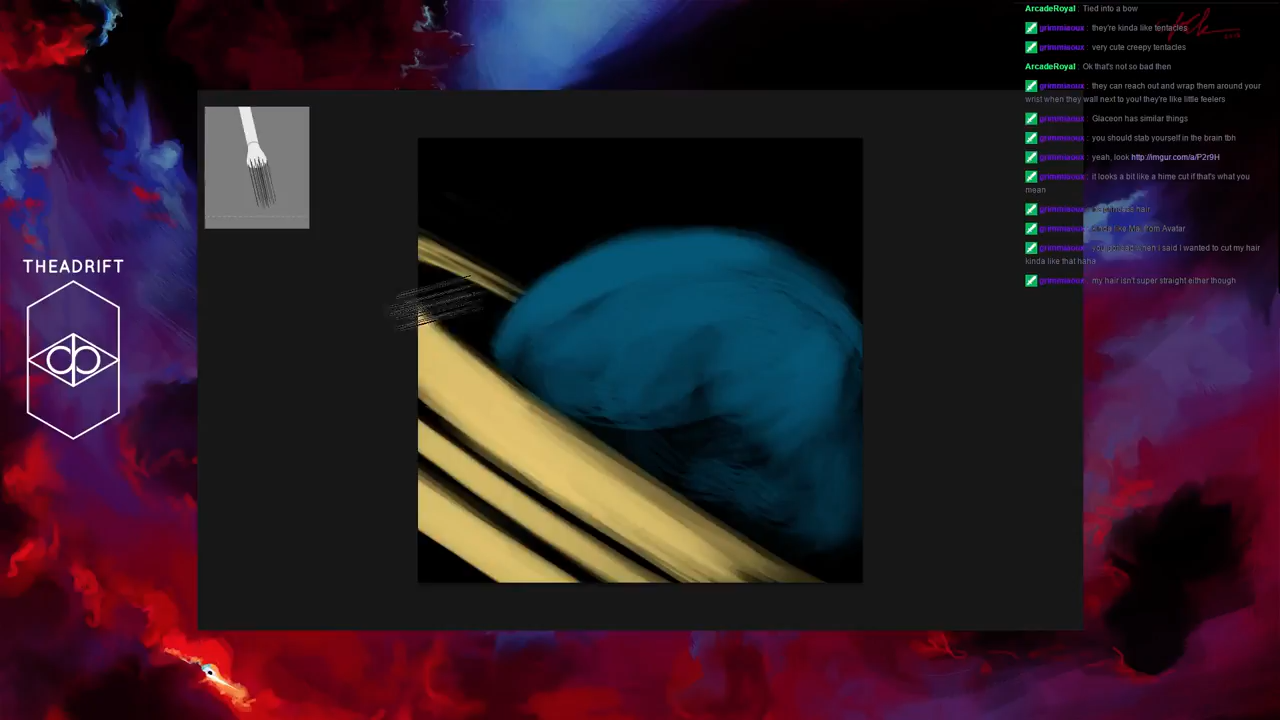 ArcadeRoyal : Tied into a bow
grimmiaoux : they're kinda like tentacles
grimmiaoux : very cute creepy tentacles
ArcadeRoyal : Ok that's not so bad then
grimmiaoux : they can reach out and wrap them around your
wrist when they wall next to you! they're like little feelers
grimmiaoux : Glaceon has similar things
grimmiaoux : you should stab yourself in the brain tbh
grimmiaoux : yeah, look http://imgur.com/a/P2r9H
grimmiaoux : it looks a bit like a hime cut if that's what you
mean
grimmiaoux : hair
grimmiaoux : like Mai from Avatar
grimmiaoux : when I said I wanted to cut my hair
kinda like that haha
grimmiaoux : my hair isn't super straight either though
THEADRIFT